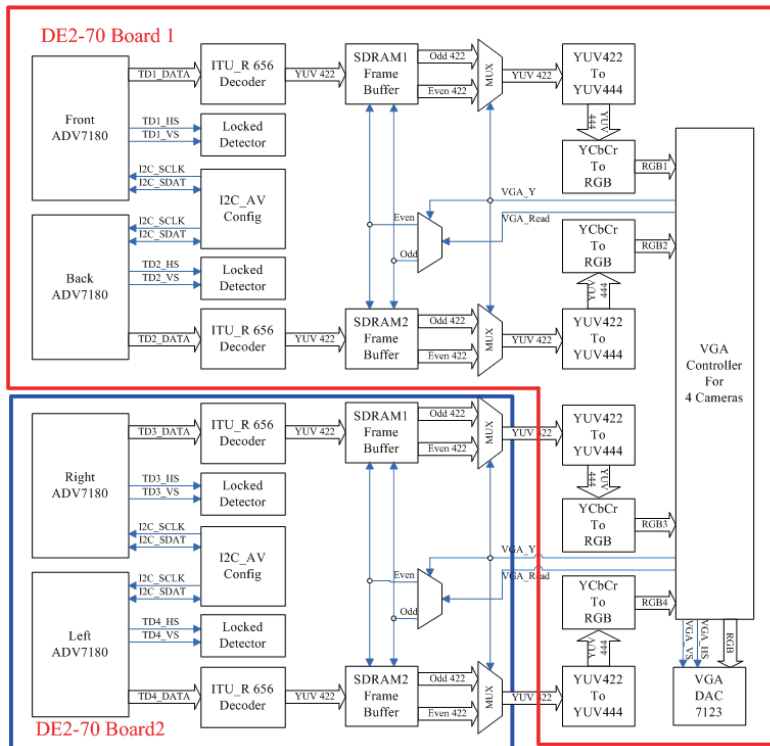 DE2-70 Board 1
Front
ADV7180
TD1_DATA
ITU_R 656
Decoder
YUV 422
SDRAM1
Frame
Buffer
Odd 422
Even 422
MUX
YUV 422
YUV422
To
YUV444
YUV
444
YCbCr
To
RGB
RGB1
TD1_HS
TD1_VS
Locked
Detector
I2C_SCLK
I2C_SDAT
I2C_AV
Config
I2C_SCLK
I2C_SDAT
Even
Odd
VGA_Y
VGA_Read
Back
ADV7180
TD2_HS
TD2_VS
Locked
Detector
TD2_DATA
ITU_R 656
Decoder
YUV 422
SDRAM2
Frame
Buffer
Odd 422
Even 422
MUX
YUV 422
YCbCr
To
RGB
RGB2
YUV
444
YUV422
To
YUV444
VGA
Controller
For
4 Cameras
Right
ADV7180
TD3_DATA
ITU_R 656
Decoder
YUV 422
SDRAM1
Frame
Buffer
Odd 422
Even 422
MUX
YUV 422
YUV422
To
YUV444
YUV
444
YCbCr
To
RGB
RGB3
TD3_HS
TD3_VS
Locked
Detector
I2C_SCLK
I2C_SDAT
I2C_AV
Config
I2C_SCLK
I2C_SDAT
Even
Odd
VGA_Y
VGA_Read
Left
ADV7180
TD4_HS
TD4_VS
Locked
Detector
TD4_DATA
ITU_R 656
Decoder
YUV 422
SDRAM2
Frame
Buffer
Odd 422
Even 422
MUX
YUV 422
YCbCr
To
RGB
RGB4
YUV
444
YUV422
To
YUV444
VGA_VS
VGA_HS
RGB
VGA
DAC
7123
DE2-70 Board2